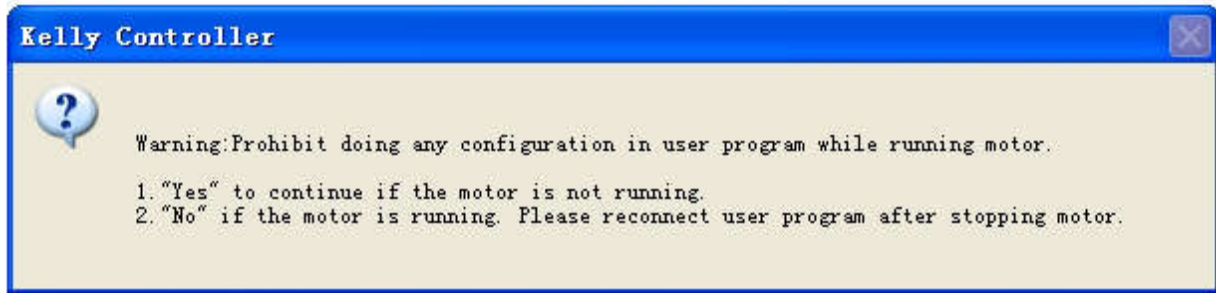 Kelly Controller
Warning:Prohibit doing any configuration in user program while running motor.
1."Yes" to continue if the motor is not running.
2."No" if the motor is running. Please reconnect user program after stopping motor.